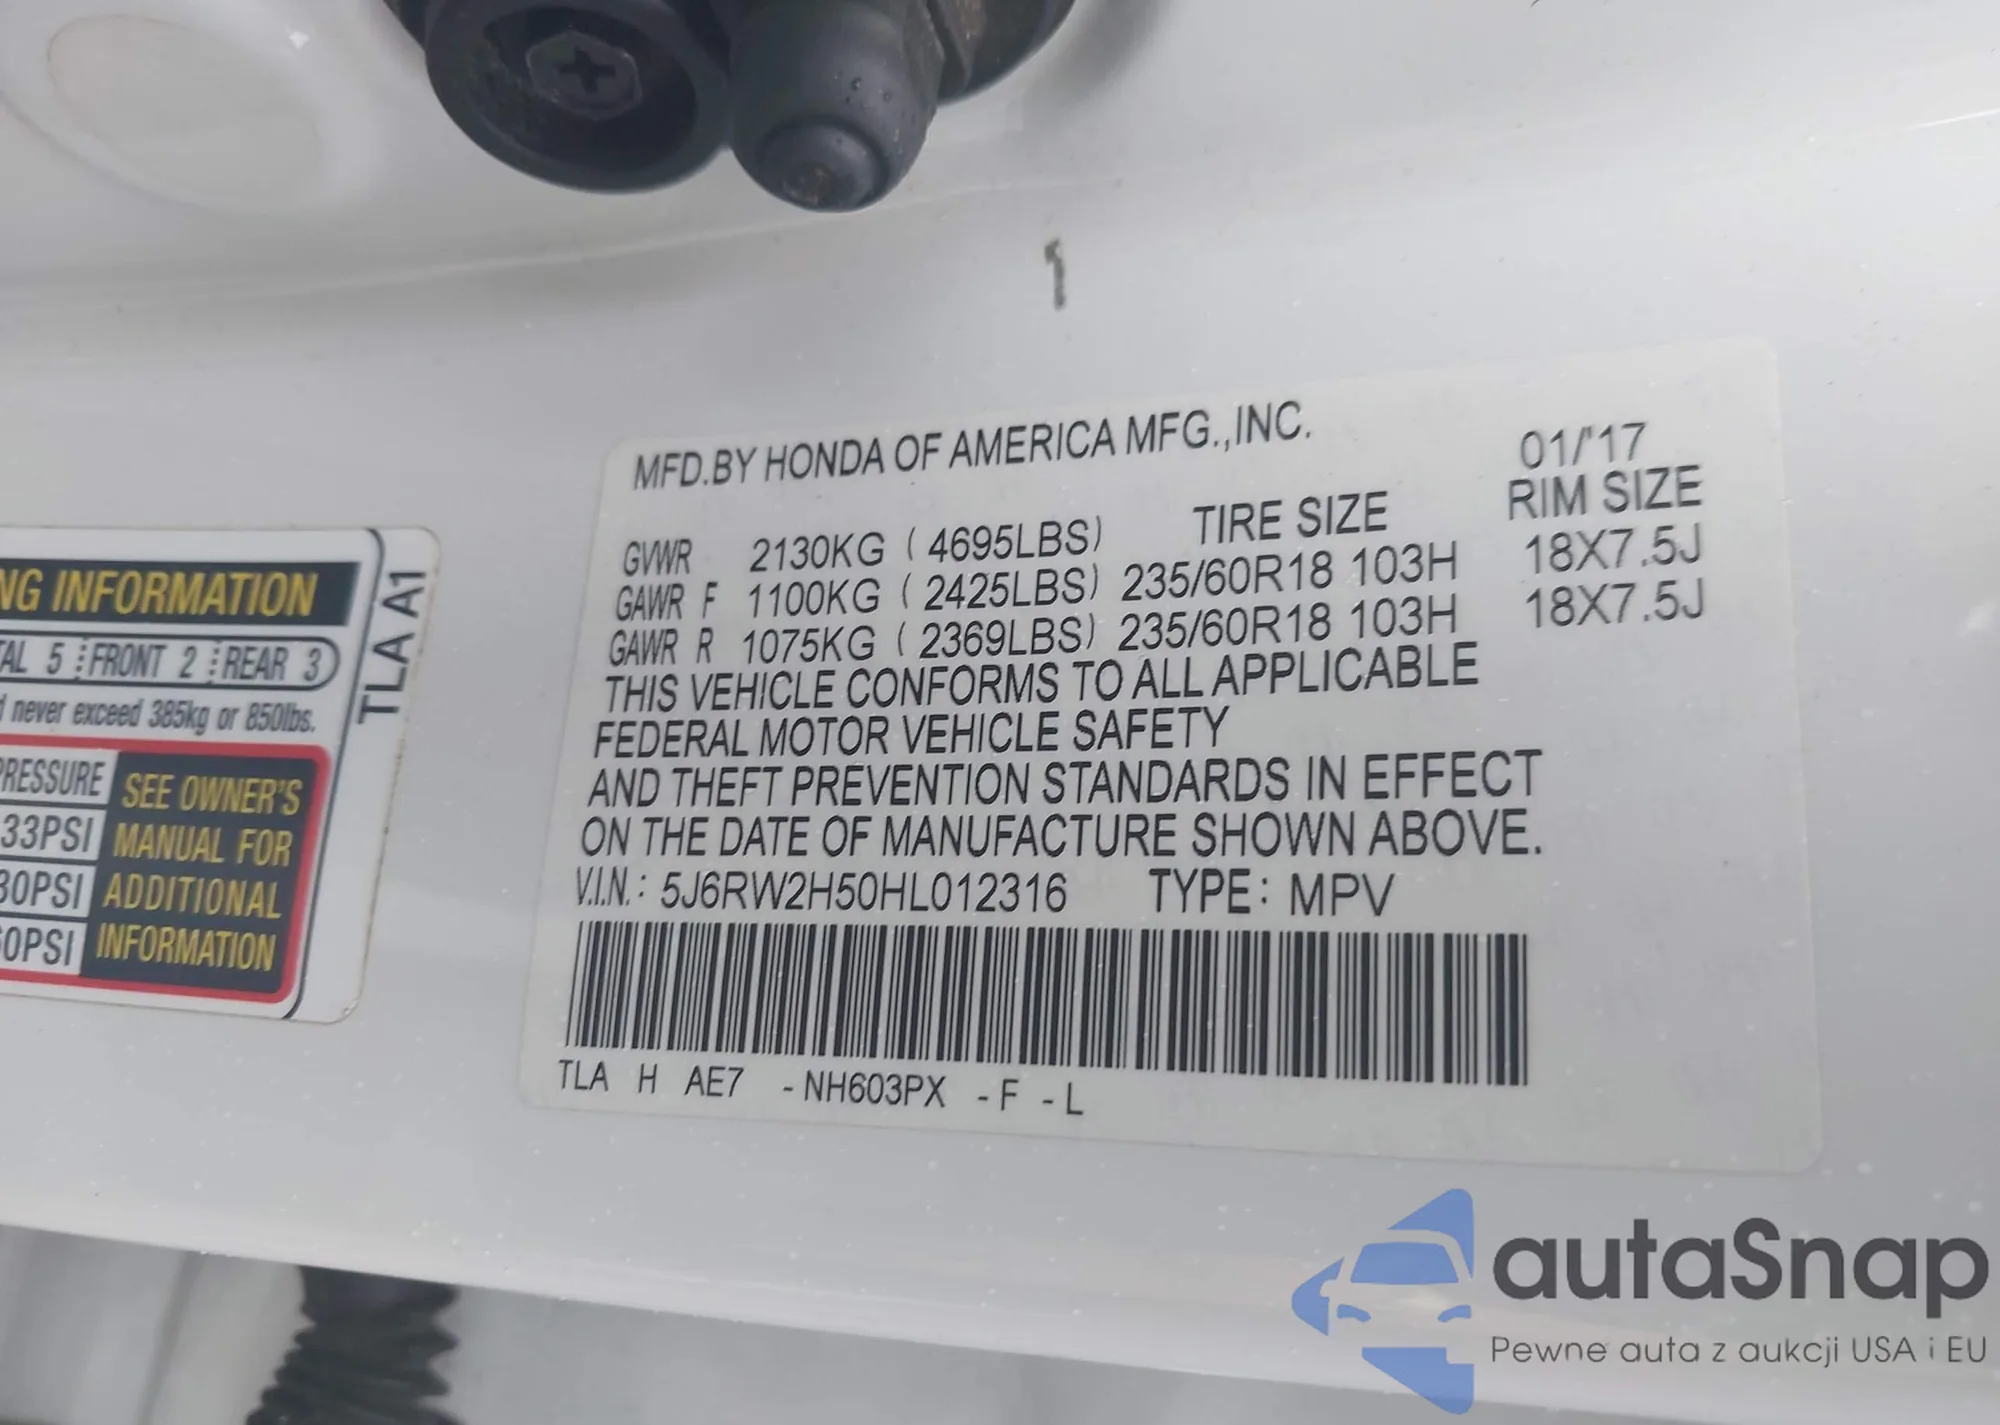 1
MFD.BY HONDA OF AMERICA MFG.,INC. 01/'17
TIRE SIZE RIM SIZE
GVWR 2130KG ( 4695LBS)
GAWR F 1100KG ( 2425LBS) 235/60R18 103H 18X7.5J
GAWR R 1075KG ( 2369LBS) 235/60R18 103H 18X7.5J
THIS VEHICLE CONFORMS TO ALL APPLICABLE
FEDERAL MOTOR VEHICLE SAFETY
AND THEFT PREVENTION STANDARDS IN EFFECT
ON THE DATE OF MANUFACTURE SHOWN ABOVE.
V.I.N.: 5J6RW2H50HL012316 TYPE: MPV
TLA H AE7 -NH603PX -F -L
INFORMATION
5 FRONT 2 REAR 3
never exceed 385kg or 850lbs.
PRESSURE
33PSI
30PSI
60PSI
SEE OWNER'S
MANUAL FOR
ADDITIONAL
INFORMATION
TLA A1
autaSnap
Pewne auta z aukcji USA i EU